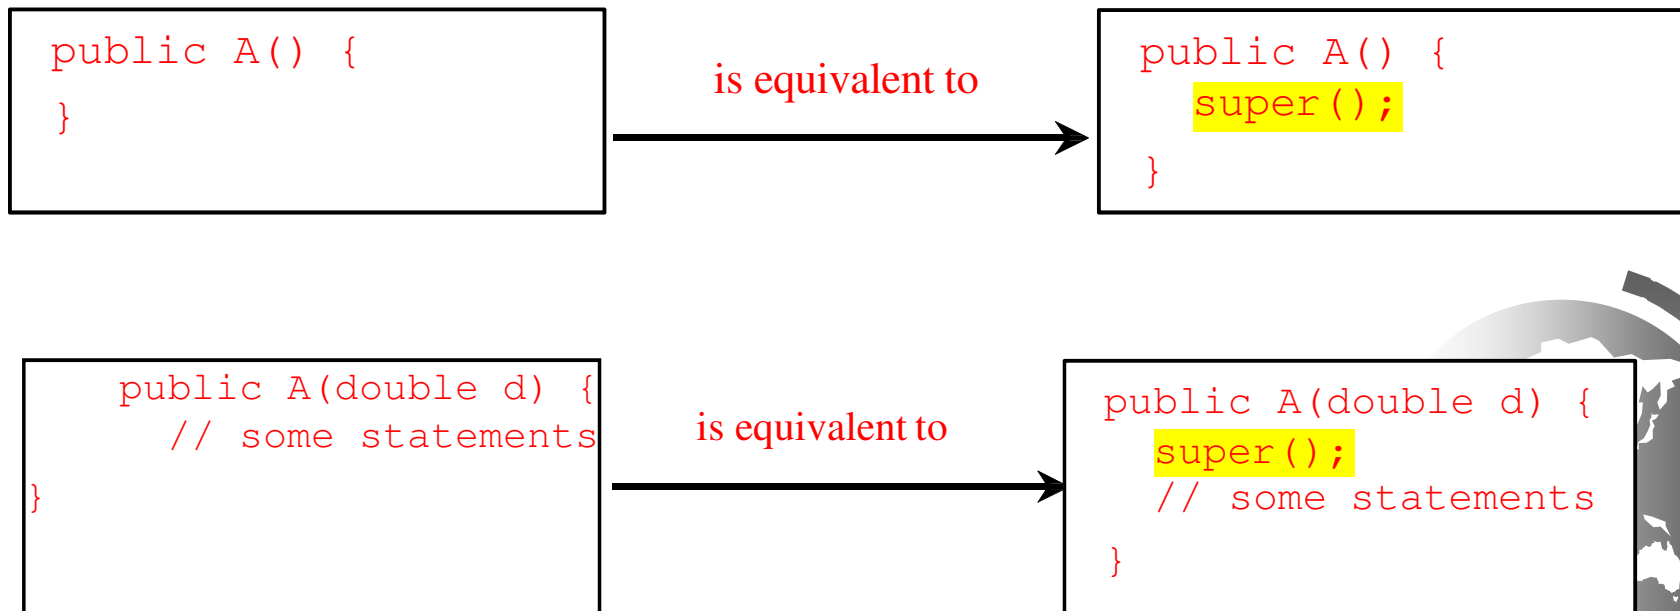 public A() {
}
is equivalent to
public A() {
super();
}
public A(double d) {
// some statements
}
is equivalent to
public A(double d) {
super();
// some statements
}